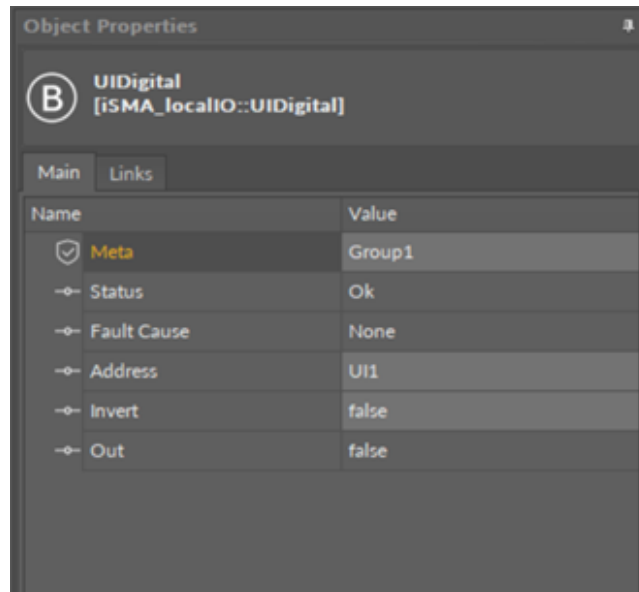 Object Properties
B
UIDigital
[iSMA_localIO::UIDigital]
Main Links
Name Value
Meta Group1
Status Ok
Fault Cause None
Address UI1
Invert false
Out false